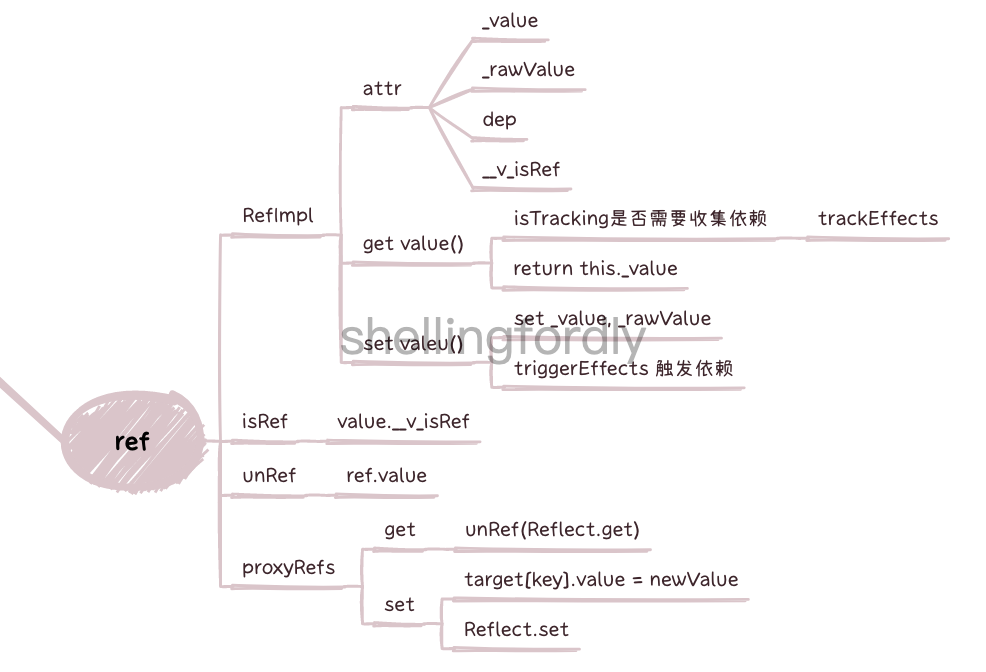 _value
_rawValue
attr
dep
__v_isRef
RefImpl
isTracking是否需要收集依赖
trackEffects
get value()
return this._value
set _value, _rawValue
set valeu()
triggerEffects 触发依赖
shellingfordly
isRef
value.__v_isRef
ref
unRef
ref.value
get
unRef(Reflect.get)
proxyRefs
target[key].value = newValue
set
Reflect.set